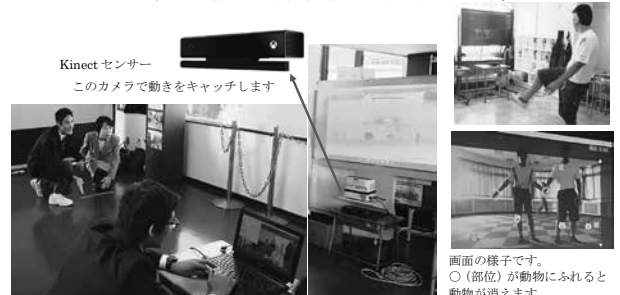 Kinect センサー
このカメラで動きをキャッチします
画面の様子です。
○（部位）が動物にふれると
動物が消えます